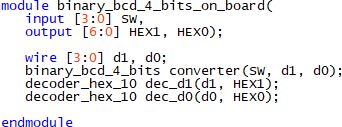 module binary_bcd_4_bits_on_board(
input [3:0] SW,
output [6:0] HEX1, HEX0);
wire [3:0] d1, d0;
binary_bcd_4_bits converter(SW, d1, d0);
decoder_hex_10 dec_d1(d1, HEX1);
decoder_hex_10 dec_d0(d0, HEX0);
endmodule